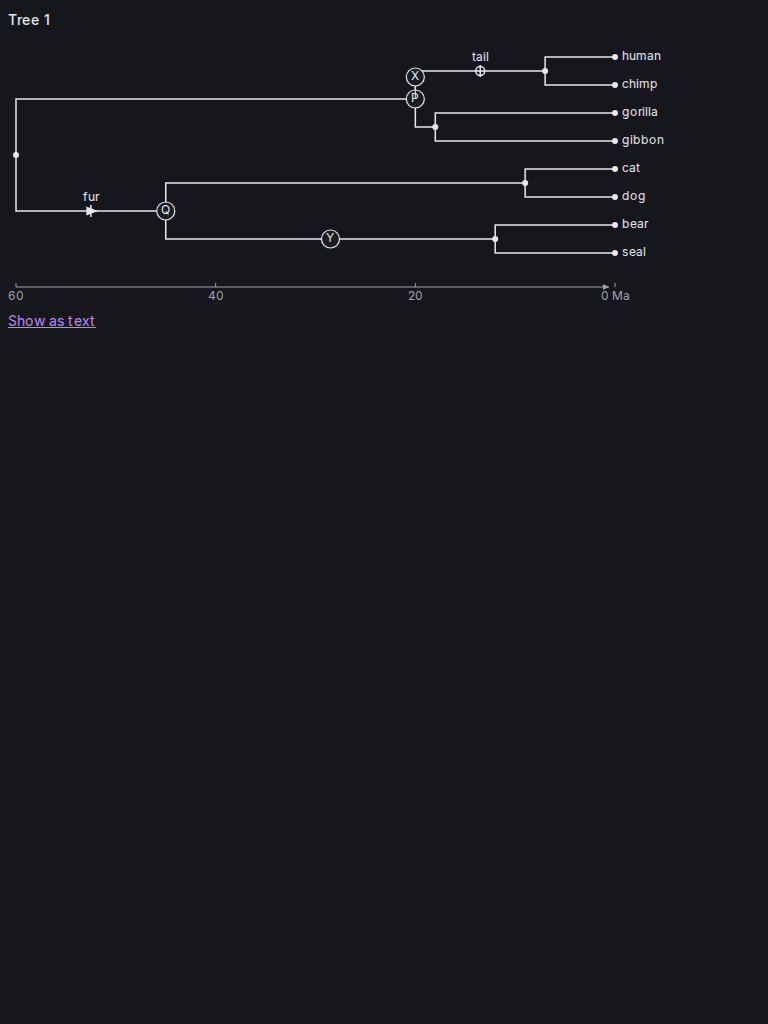 Tree 1
tail
human
X
chimp
P
gorilla
gibbon
cat
fur
dog
Q
bear
Y
seal
60 40 20 0 Ma
Show as text